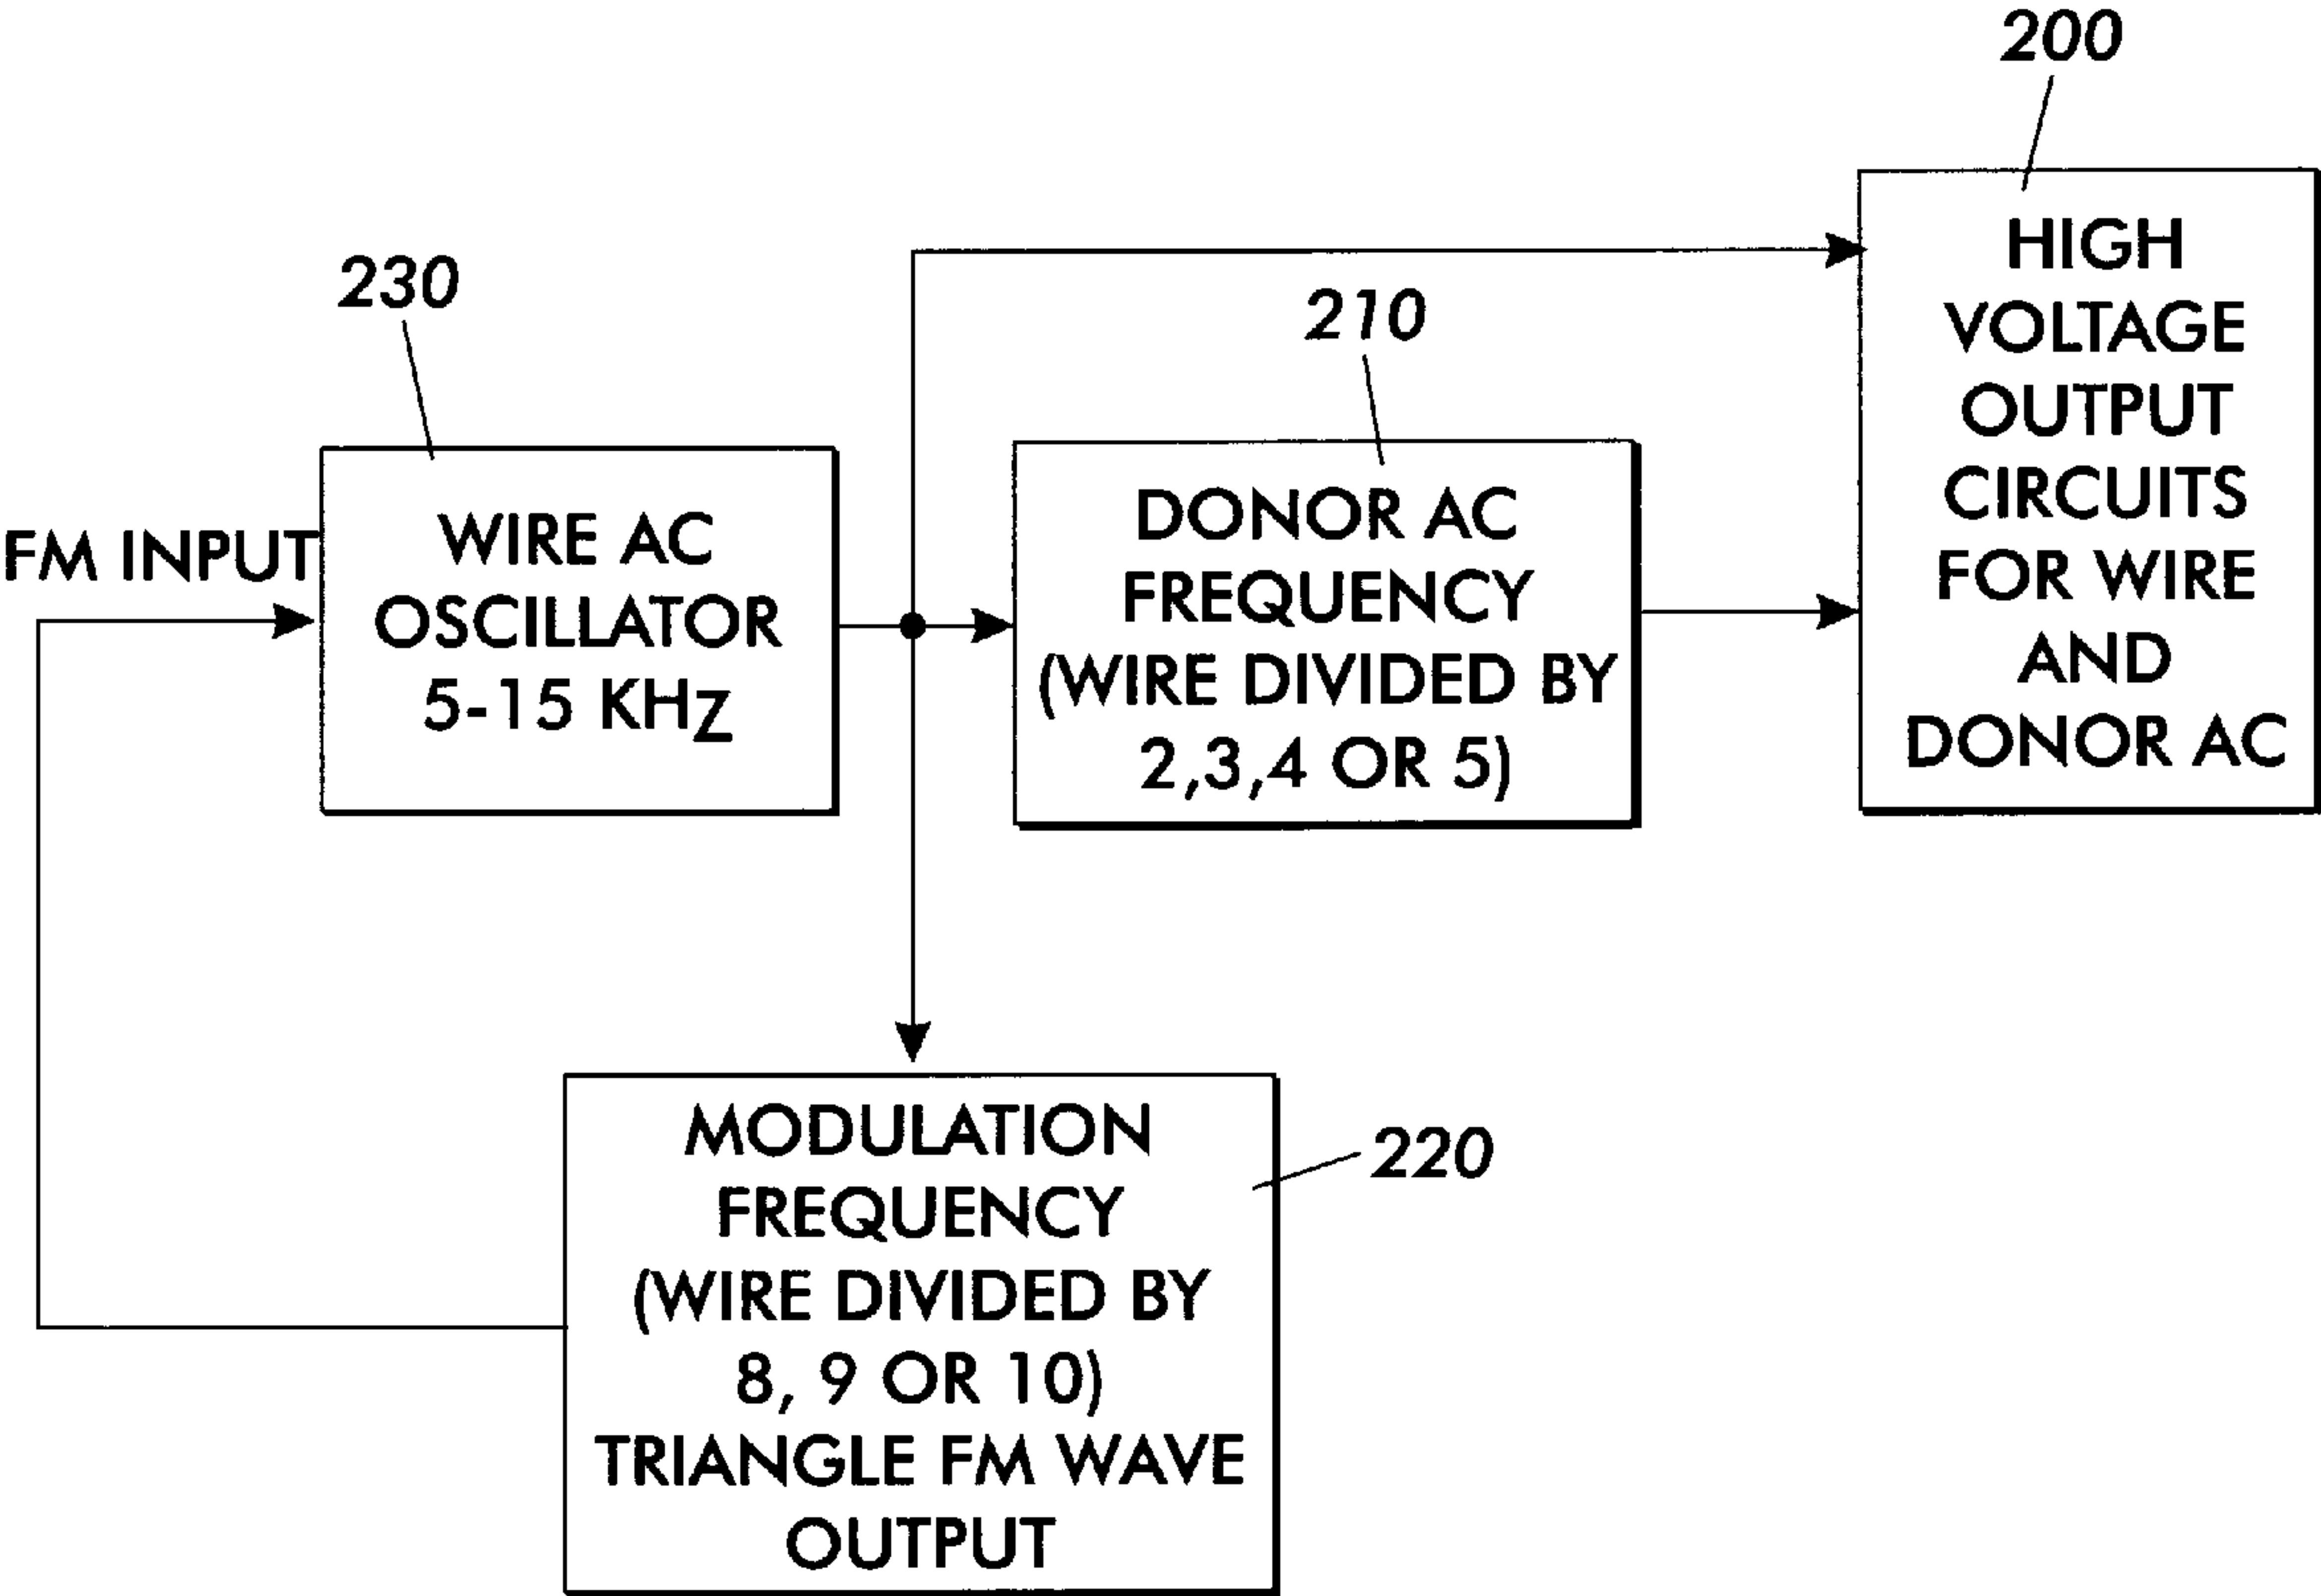 200
HIGH
VOLTAGE
OUTPUT
CIRCUITS
FOR WIRE
AND
DONOR AC
230
FM INPUT
WIRE AC
OSCILLATOR
5-15 KHZ
210
DONOR AC
FREQUENCY
(WIRE DIVIDED BY
2,3,4 OR 5)
MODULATION
FREQUENCY
(WIRE DIVIDED BY
8, 9 OR 10)
TRIANGLE FM WAVE
OUTPUT
220